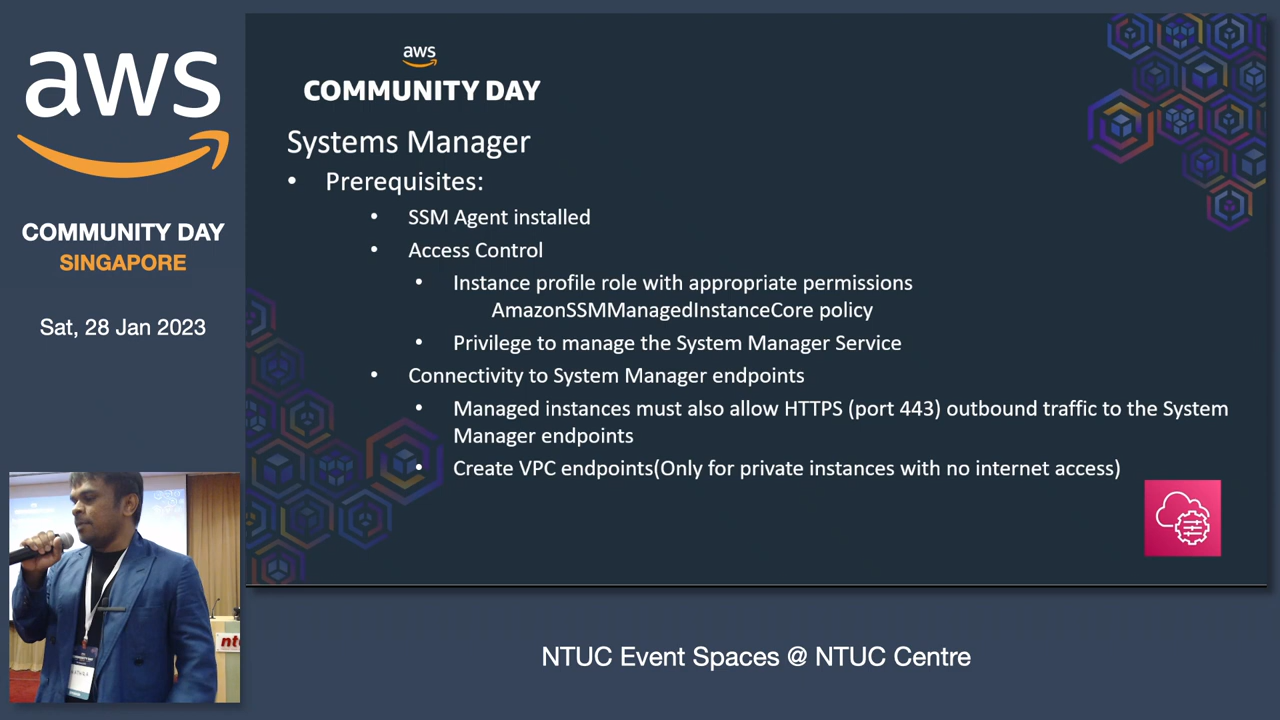 aws
COMMUNITY DAY
SINGAPORE
Sat, 28 Jan 2023
aws
COMMUNITY DAY
Systems Manager
• Prerequisites:
• SSM Agent installed
• Access Control
• Instance profile role with appropriate permissions
AmazonSSMManagedInstanceCore policy
• Privilege to manage the System Manager Service
• Connectivity to System Manager endpoints
• Managed instances must also allow HTTPS (port 443) outbound traffic to the System
Manager endpoints
• Create VPC endpoints(Only for private instances with no internet access)
NTUC Event Spaces @ NTUC Centre